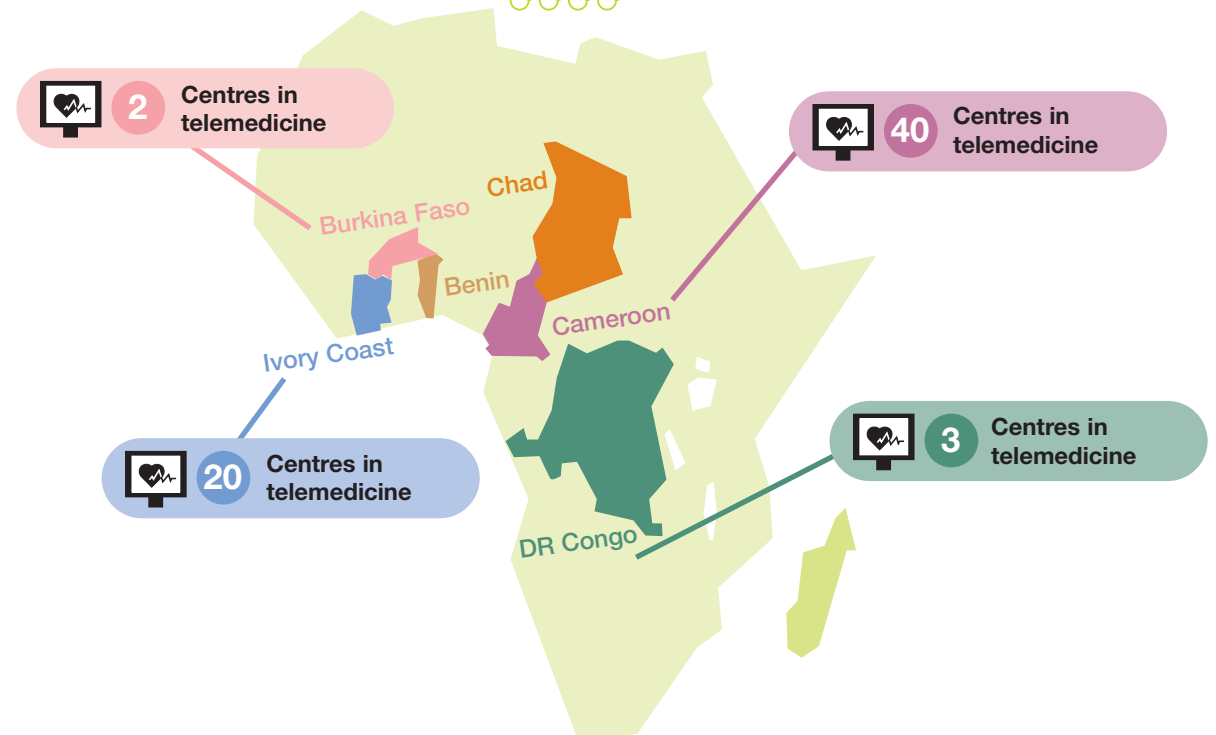 2
Centres in
telemedicine
40
Centres in
telemedicine
Chad
Burkina Faso
Benin
Cameroon
Ivory Coast
20
Centres in
telemedicine
3
Centres in
telemedicine
DR Congo